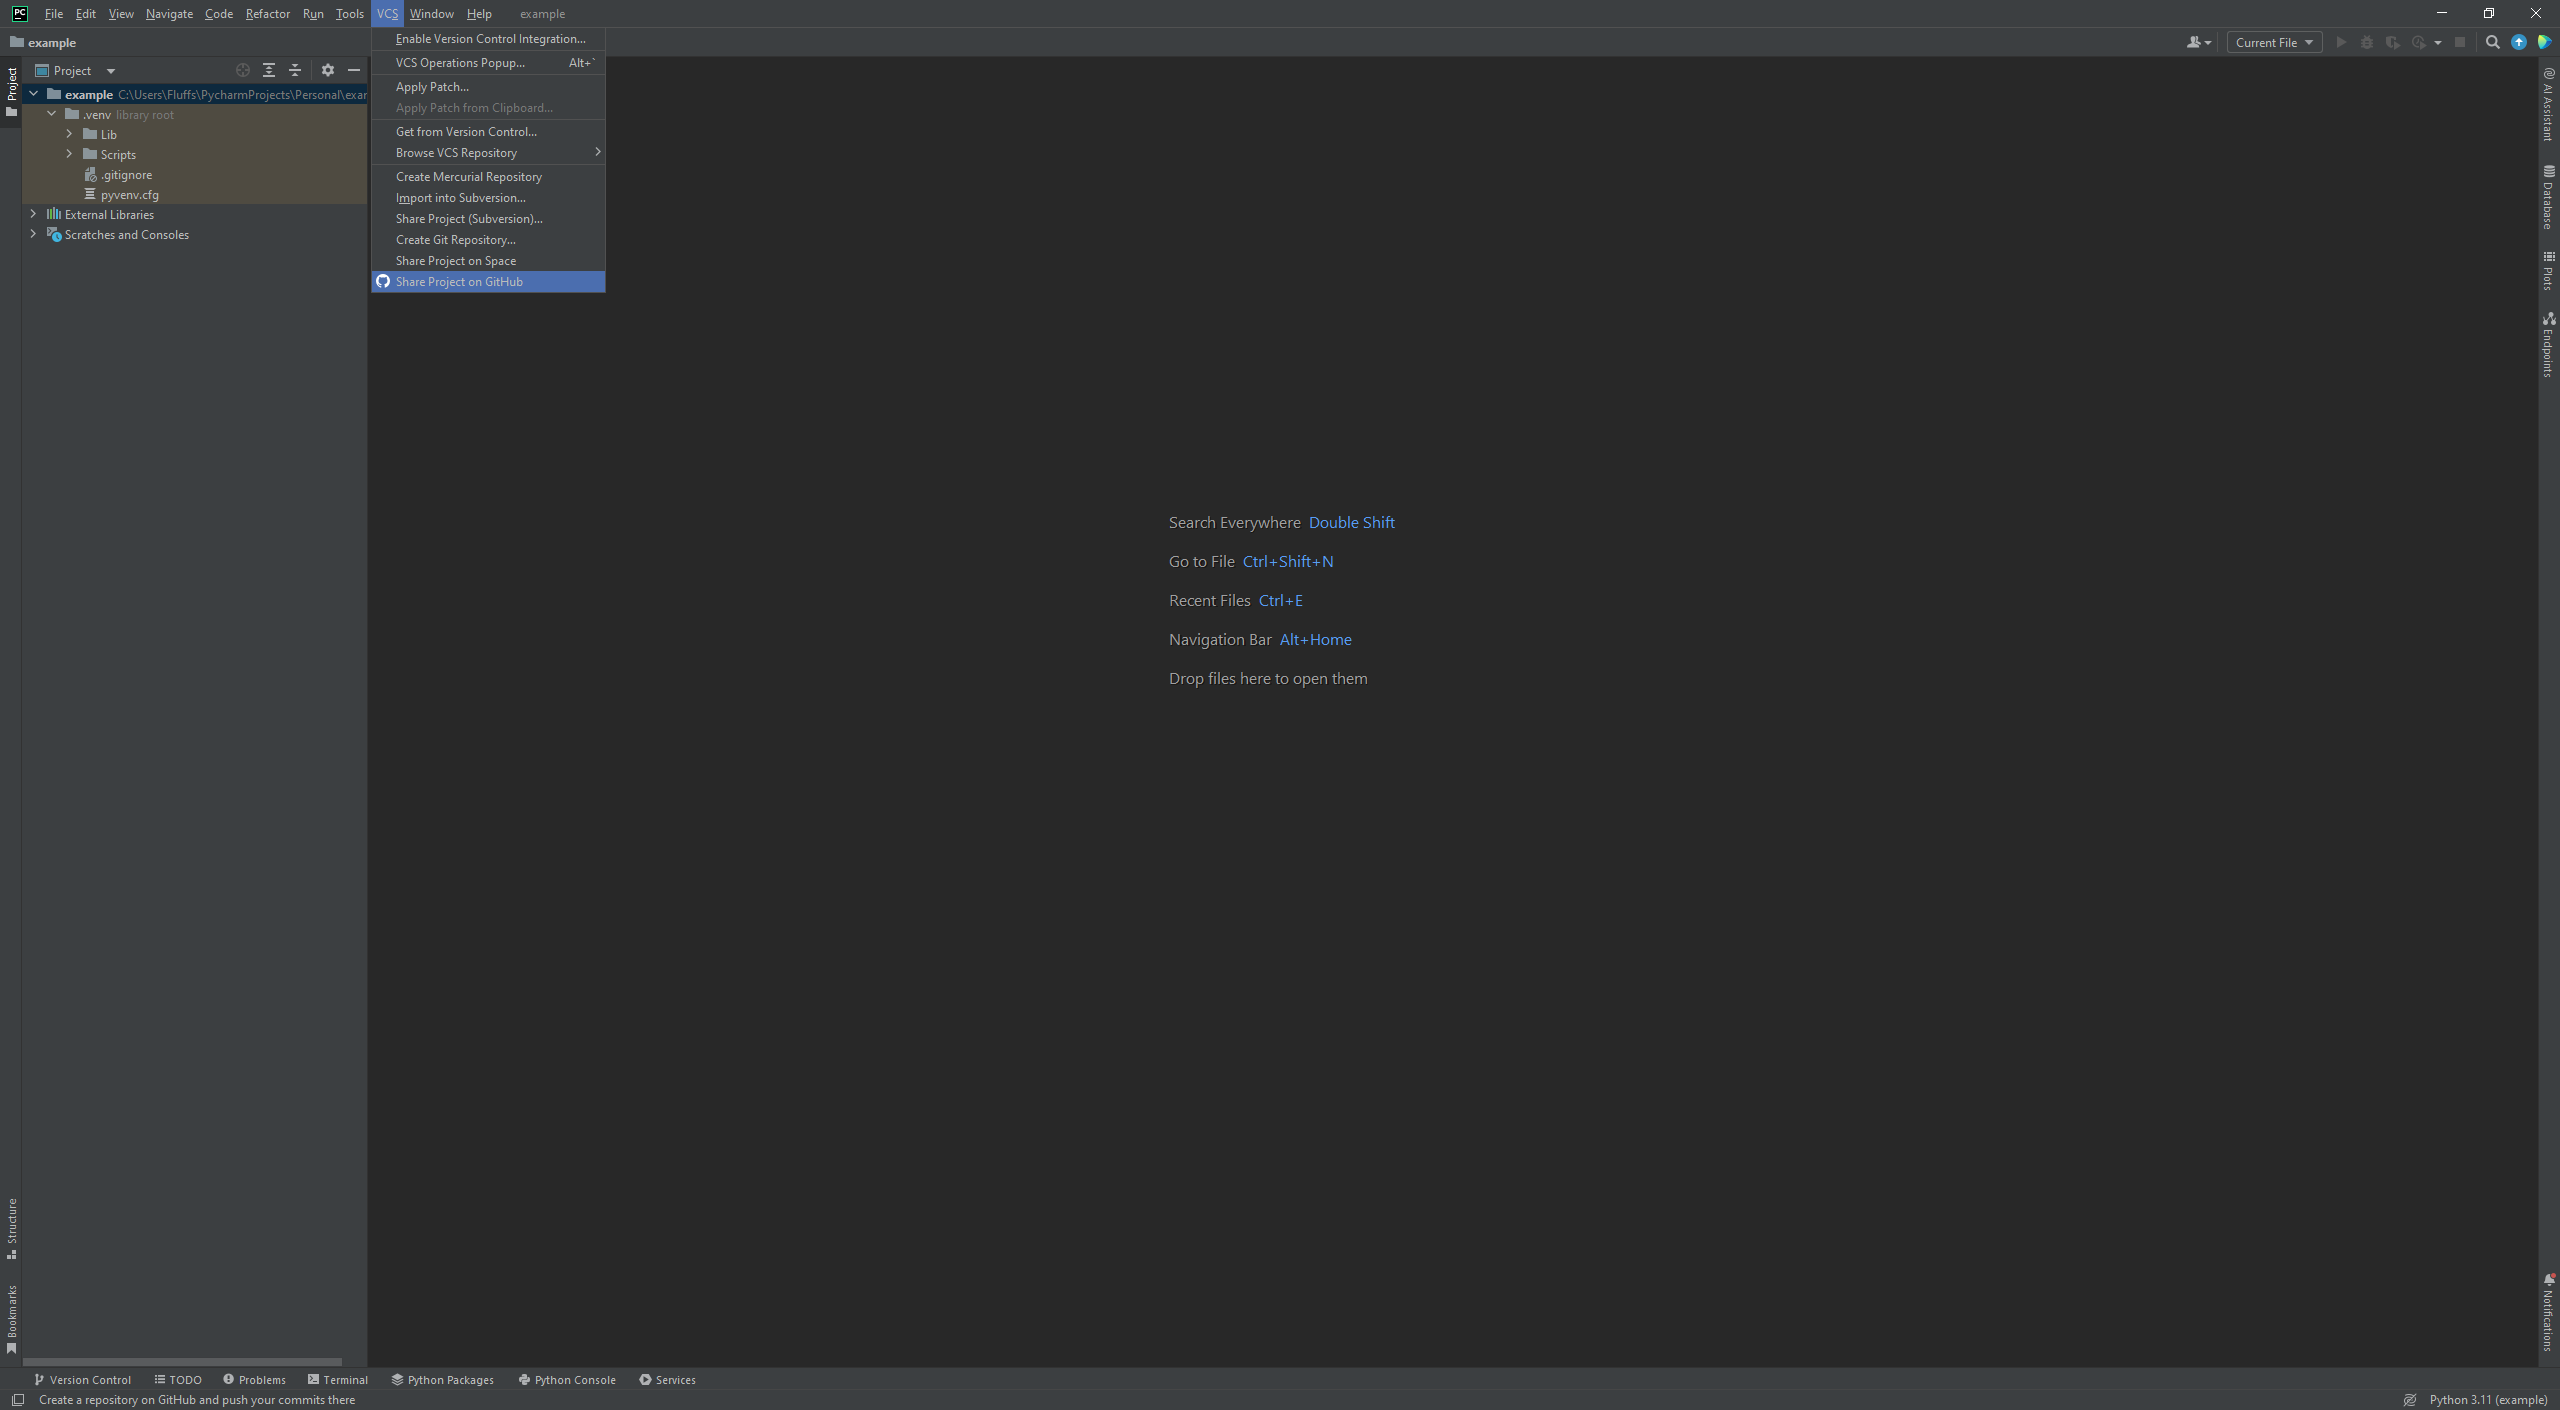 PC File Edit View Navigate Code Refactor Run Tools VCS Window Help example
example
Current File
Project
example C:\Users\Fluffs\PycharmProjects\Personal\exar
.venv library root
Lib
Scripts
.gitignore
pyvenv.cfg
External Libraries
Scratches and Consoles
Enable Version Control Integration...
VCS Operations Popup... Alt+`
Apply Patch...
Apply Patch from Clipboard...
Get from Version Control...
Browse VCS Repository
Create Mercurial Repository
Import into Subversion...
Share Project (Subversion)...
Create Git Repository...
Share Project on Space
Share Project on GitHub
Search Everywhere Double Shift
Go to File Ctrl+Shift+N
Recent Files Ctrl+E
Navigation Bar Alt+Home
Drop files here to open them
Project
Structure
Bookmarks
AI Assistant
Database
Plots
Endpoints
Notifications
Version Control TODO Problems Terminal Python Packages Python Console Services
Create a repository on GitHub and push your commits there
Python 3.11 (example)